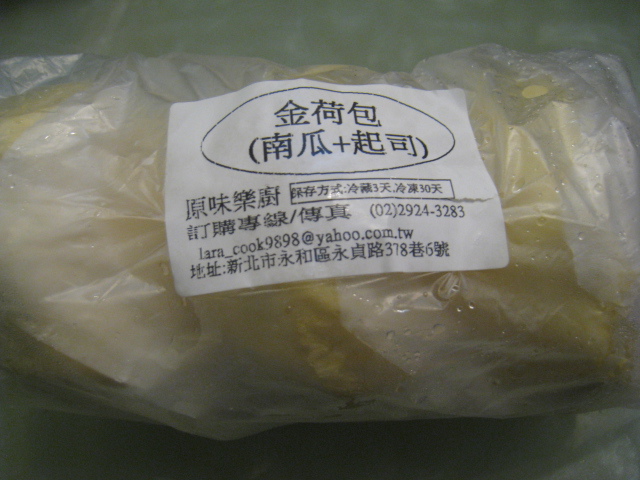 金荷包
(南瓜+起司)
原味樂廚 保存方式:冷藏3天,冷凍30天
訂購專線/傳真 (02)2924-3283
lara_cook9898@yahoo.com.tw
地址:新北市永和區永貞路378巷6號